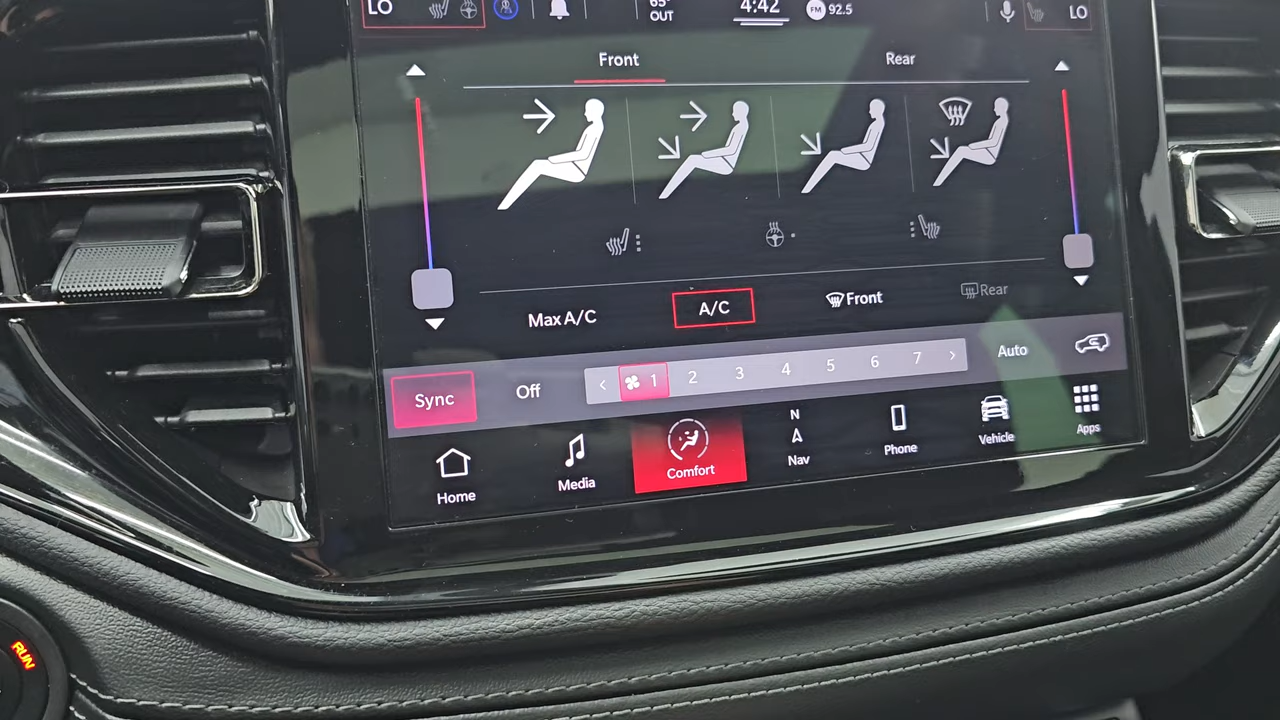 LO
65°
OUT
4:42
FM 92.5
LO
Front
Rear
Max A/C
A/C
Front
Rear
Sync
Off
1 2 3 4 5 6 7
Auto
Home
Media
Comfort
N
Nav
Phone
Vehicle
Apps
RUN